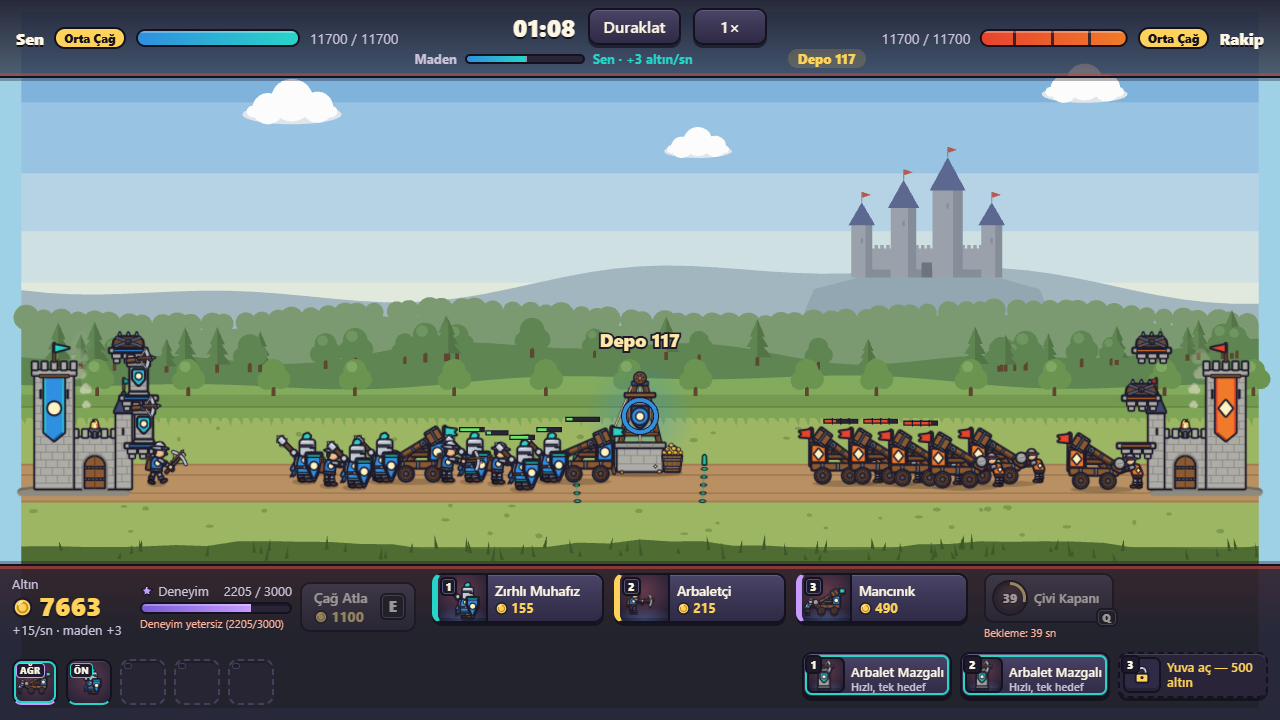 Sen Orta Çağ 11700 / 11700
01:08 Duraklat 1×
Maden Sen · +3 altın/sn Depo 117
11700 / 11700 Orta Çağ Rakip
Depo 117
Altın
7663
+15/sn · maden +3
Deneyim 2205 / 3000
Deneyim yetersiz (2205/3000)
Çağ Atla
1100
E
1 Zırhlı Muhafız
155
2 Arbaletçi
215
3 Mancınık
490
39 Çivi Kapanı
Q
Bekleme: 39 sn
AĞR
ÖN
1 Arbalet Mazgalı
Hızlı, tek hedef
2 Arbalet Mazgalı
Hızlı, tek hedef
3 Yuva aç — 500
altın